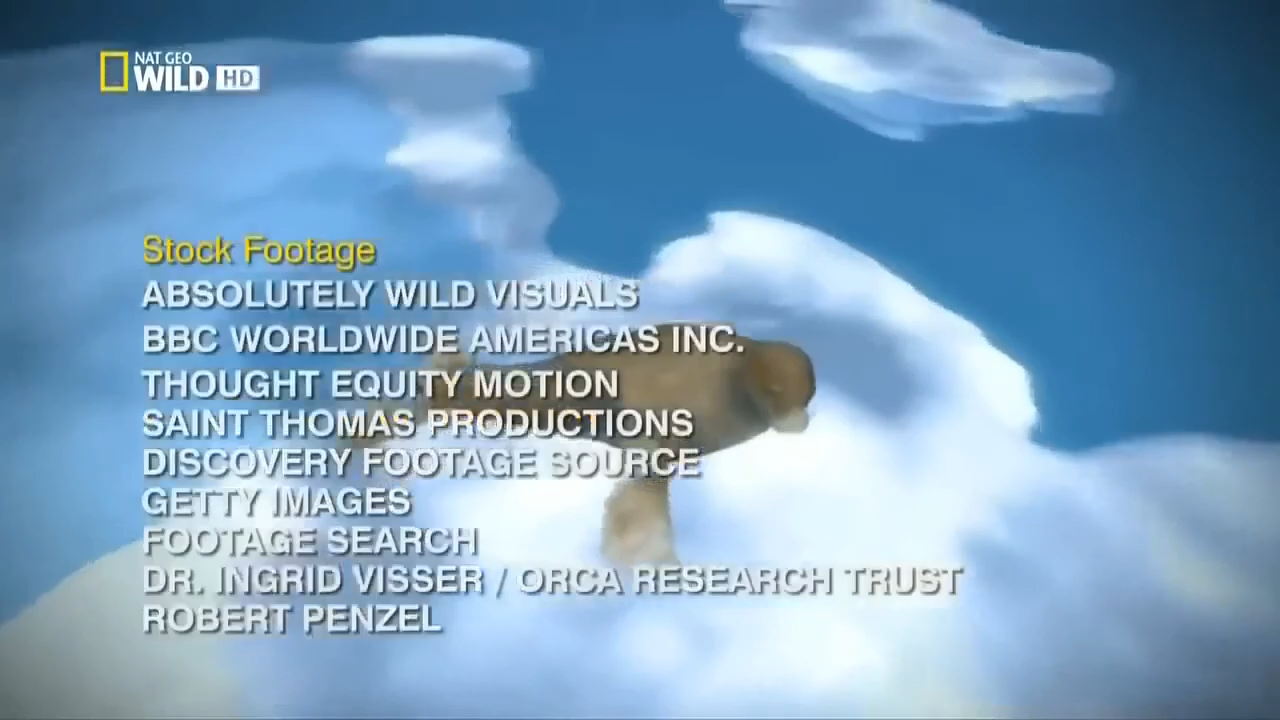 NAT GEO
WILD HD
Stock Footage
ABSOLUTELY WILD VISUALS
BBC WORLDWIDE AMERICAS INC.
THOUGHT EQUITY MOTION
SAINT THOMAS PRODUCTIONS
DISCOVERY FOOTAGE SOURCE
GETTY IMAGES
FOOTAGE SEARCH
DR. INGRID VISSER / ORCA RESEARCH TRUST
ROBERT PENZEL